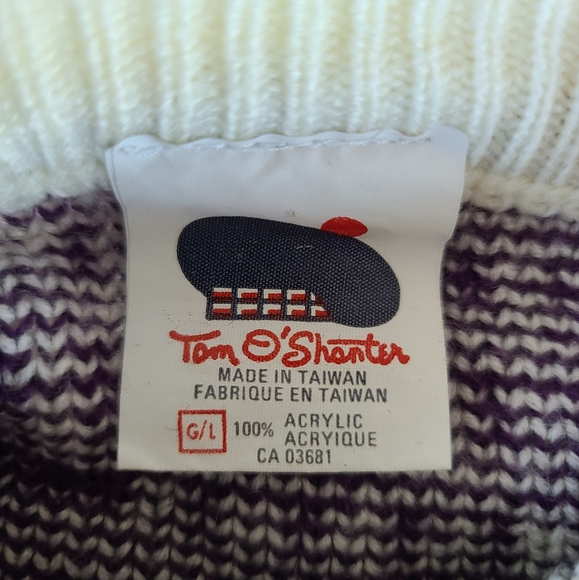 Tam O'Shanter
MADE IN TAIWAN
FABRIQUE EN TAIWAN
G/L 100% ACRYLIC
ACRYIQUE
CA 03681